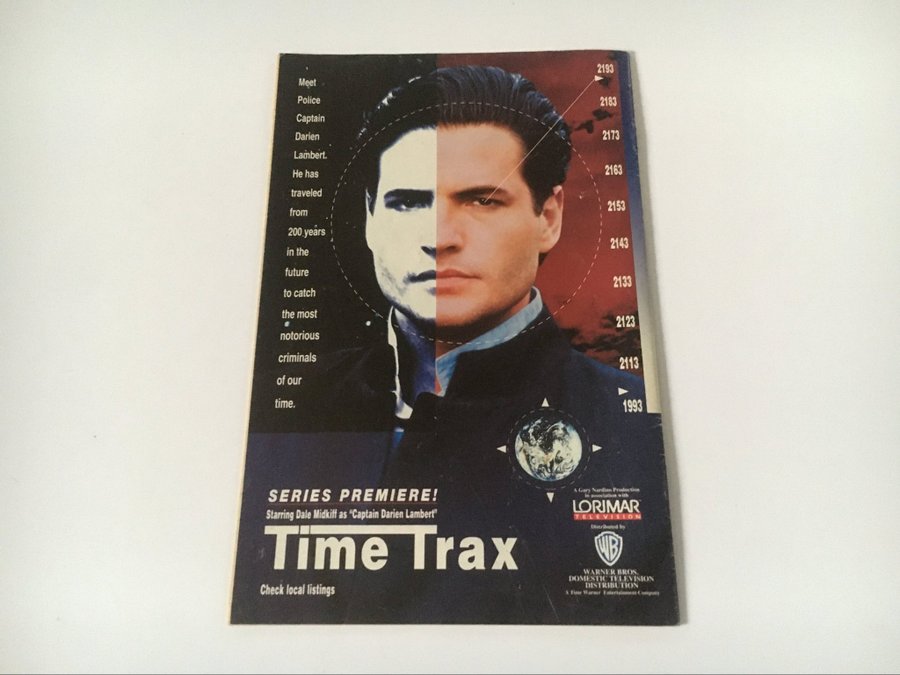 Meet
Police
Captain
Darien
Lambert.
He has
traveled
from
200 years
in the
future
to catch
the most
notorious
criminals
of our
time.
2193
2183
2173
2163
2153
2143
2133
2123
2113
1993
SERIES PREMIERE!
Starring Dale Midkiff as "Captain Darien Lambert"
Time Trax
Check local listings
A Gary Nardino Production
in association with
LORIMAR
TELEVISION
Distributed by
WB
WARNER BROS.
DOMESTIC TELEVISION
DISTRIBUTION
A Time Warner Entertainment Company